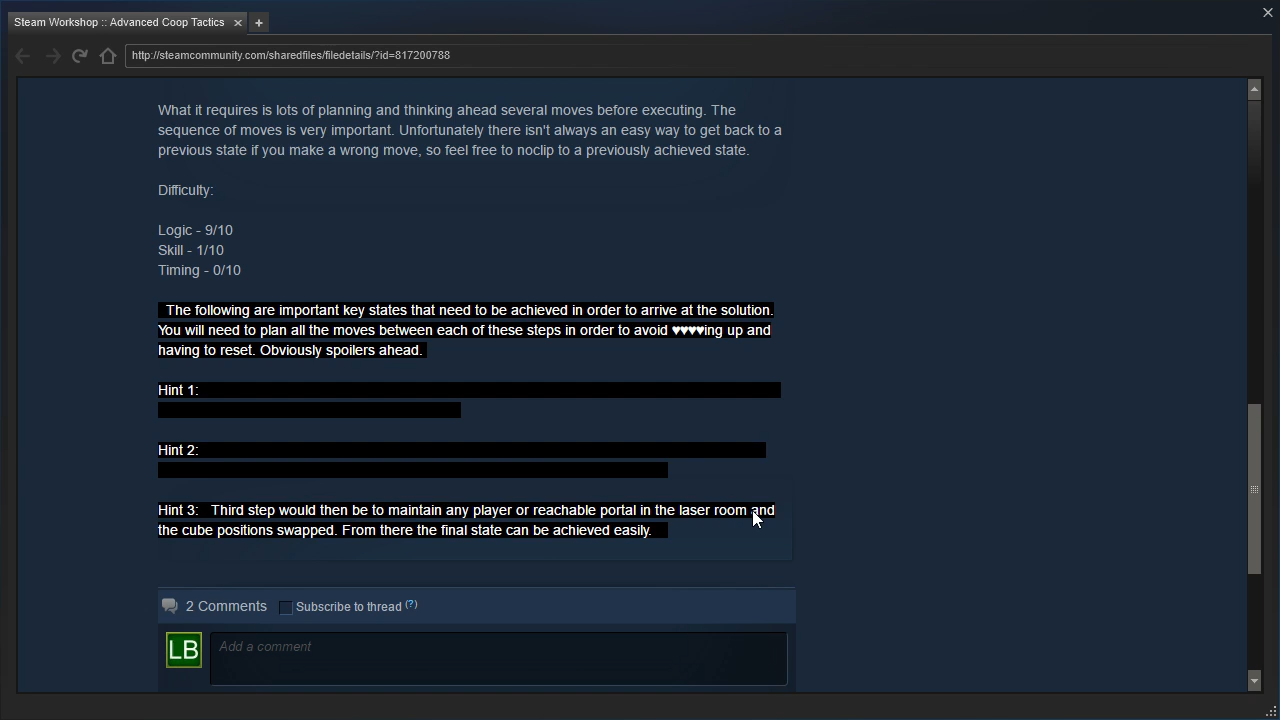 Steam Workshop :: Advanced Coop Tactics
http://steamcommunity.com/sharedfiles/filedetails/?id=817200788
What it requires is lots of planning and thinking ahead several moves before executing. The
sequence of moves is very important. Unfortunately there isn't always an easy way to get back to a
previous state if you make a wrong move, so feel free to noclip to a previously achieved state.
Difficulty:
Logic - 9/10
Skill - 1/10
Timing - 0/10
The following are important key states that need to be achieved in order to arrive at the solution.
You will need to plan all the moves between each of these steps in order to avoid ♥♥♥♥ing up and
having to reset. Obviously spoilers ahead.
Hint 1:
Hint 2:
Hint 3: Third step would then be to maintain any player or reachable portal in the laser room and
the cube positions swapped. From there the final state can be achieved easily.
2 Comments Subscribe to thread (?)
LB Add a comment